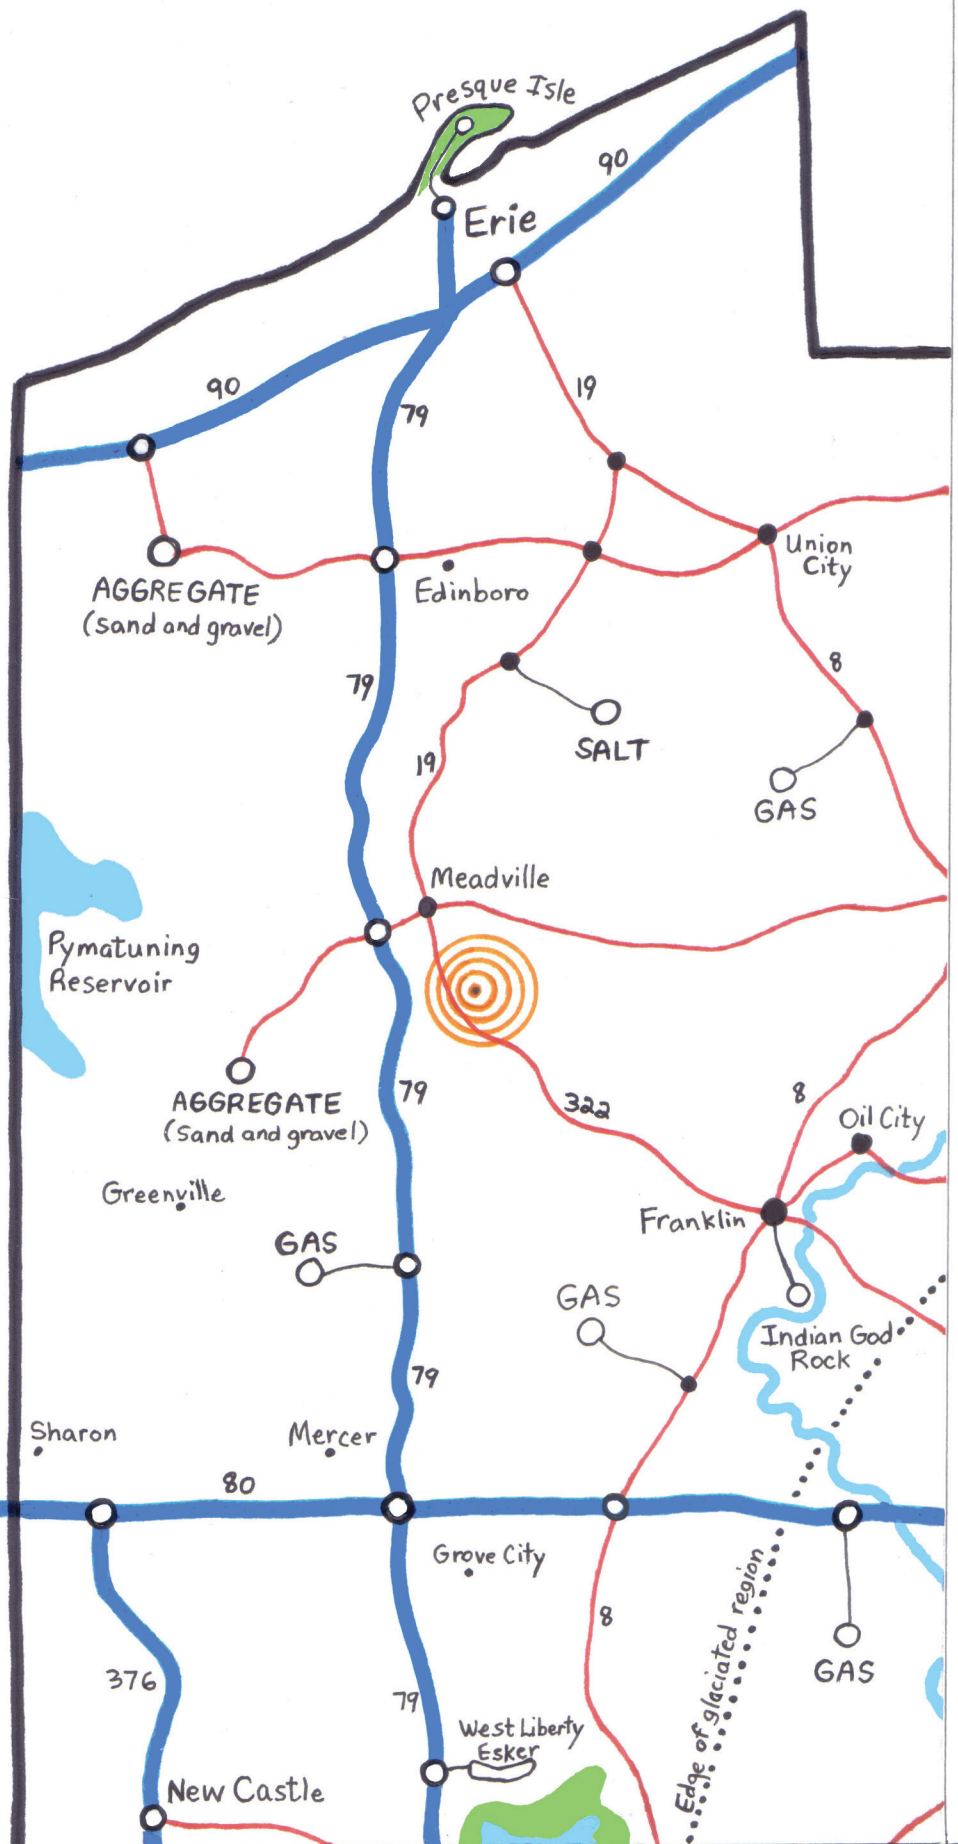 Presque Isle
90
Erie
90
19
79
Union
City
AGGREGATE
(sand and gravel)
Edinboro
8
79
SALT
19
GAS
Meadville
Pymatuning
Reservoir
79
322
8
AGGREGATE
(Sand and gravel)
Oil City
Greenville
Franklin
GAS
GAS
Indian God
Rock
79
Sharon
Mercer
80
Grove City
Edge of glaciated region
8
376
GAS
79
West Liberty
Esker
New Castle